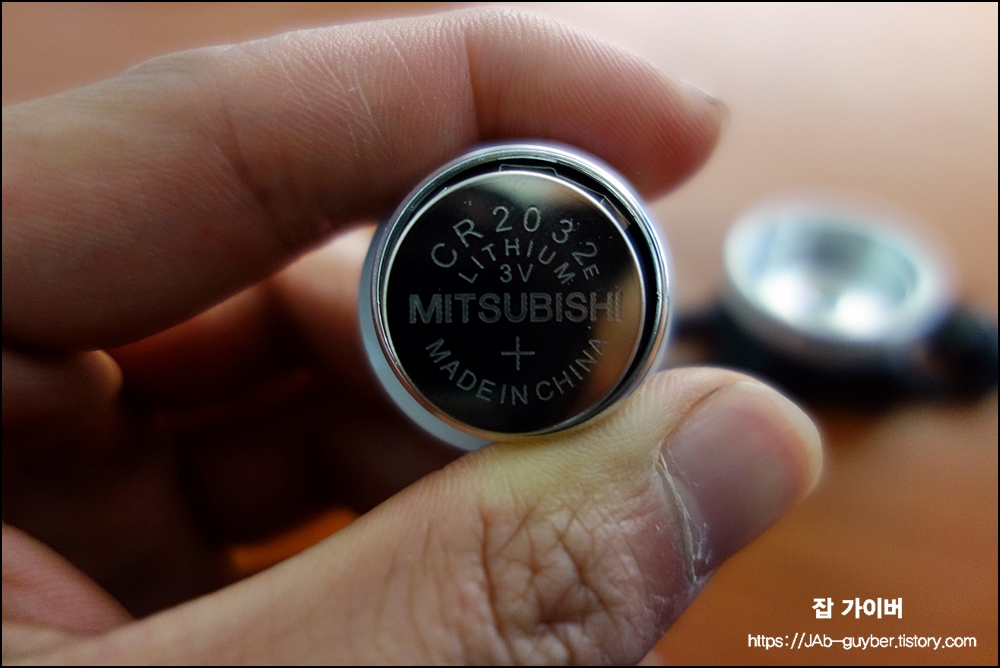 CR2032E
LITHIUM
3V
MITSUBISHI
+
MADE IN CHINA
잡 가이버
https://JAb-guyber.tistory.com